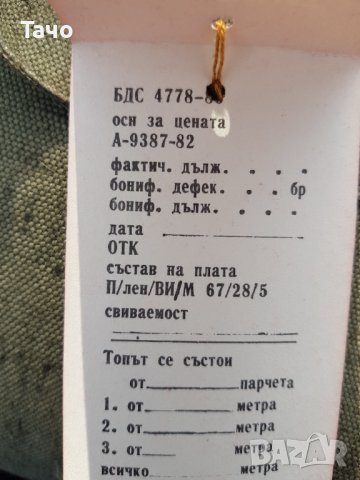 Тачо
БДС 4778-8
осн за цената
А-9387-82
фактич. дълж. . . .
бониф. дефек. . . . бр
бониф. дълж. . . .
дата
ОТК
състав на плата
П/лен/ВИ/М 67/28/5
свиваемост
Топът се състои
от парчета
1. от метра
2. от метра
3. от метра
всичко метра
BAZAR